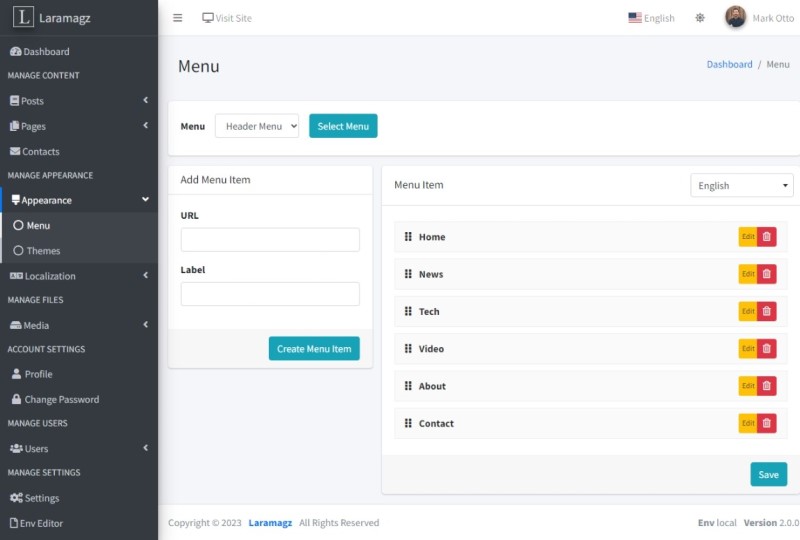 L Laramagz
Visit Site
English
Mark Otto
Dashboard
MANAGE CONTENT
Posts
Pages
Contacts
MANAGE APPEARANCE
Appearance
Menu
Themes
Localization
MANAGE FILES
Media
ACCOUNT SETTINGS
Profile
Change Password
MANAGE USERS
Users
MANAGE SETTINGS
Settings
Env Editor
Menu
Dashboard / Menu
Menu Header Menu Select Menu
Add Menu Item
URL
Label
Create Menu Item
Menu Item English
Home Edit
News Edit
Tech Edit
Video Edit
About Edit
Contact Edit
Save
Copyright © 2023 Laramagz All Rights Reserved
Env local Version 2.0.0